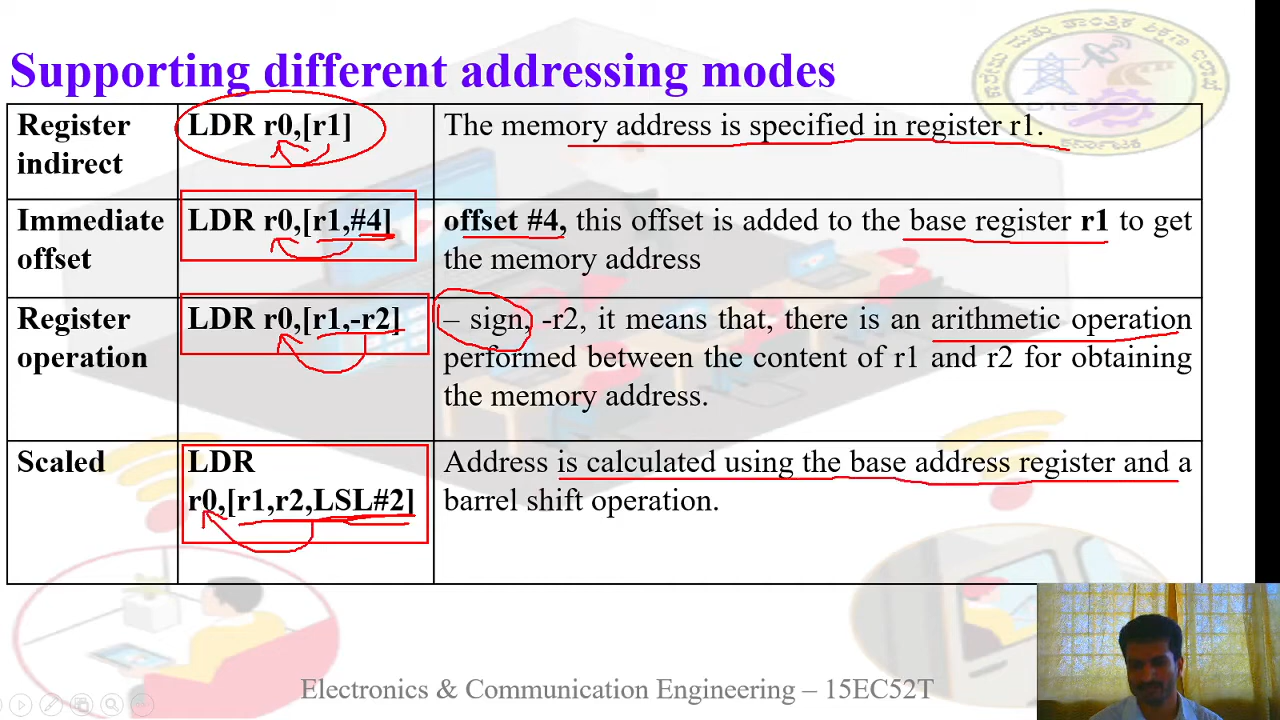 Supporting different addressing modes
Register
indirect
LDR r0,[r1]
The memory address is specified in register r1.
Immediate
offset
LDR r0,[r1,#4]
offset #4, this offset is added to the base register r1 to get
the memory address
Register
operation
LDR r0,[r1,-r2]
– sign, -r2, it means that, there is an arithmetic operation
performed between the content of r1 and r2 for obtaining
the memory address.
Scaled
LDR
r0,[r1,r2,LSL#2]
Address is calculated using the base address register and a
barrel shift operation.
Electronics & Communication Engineering – 15EC52T